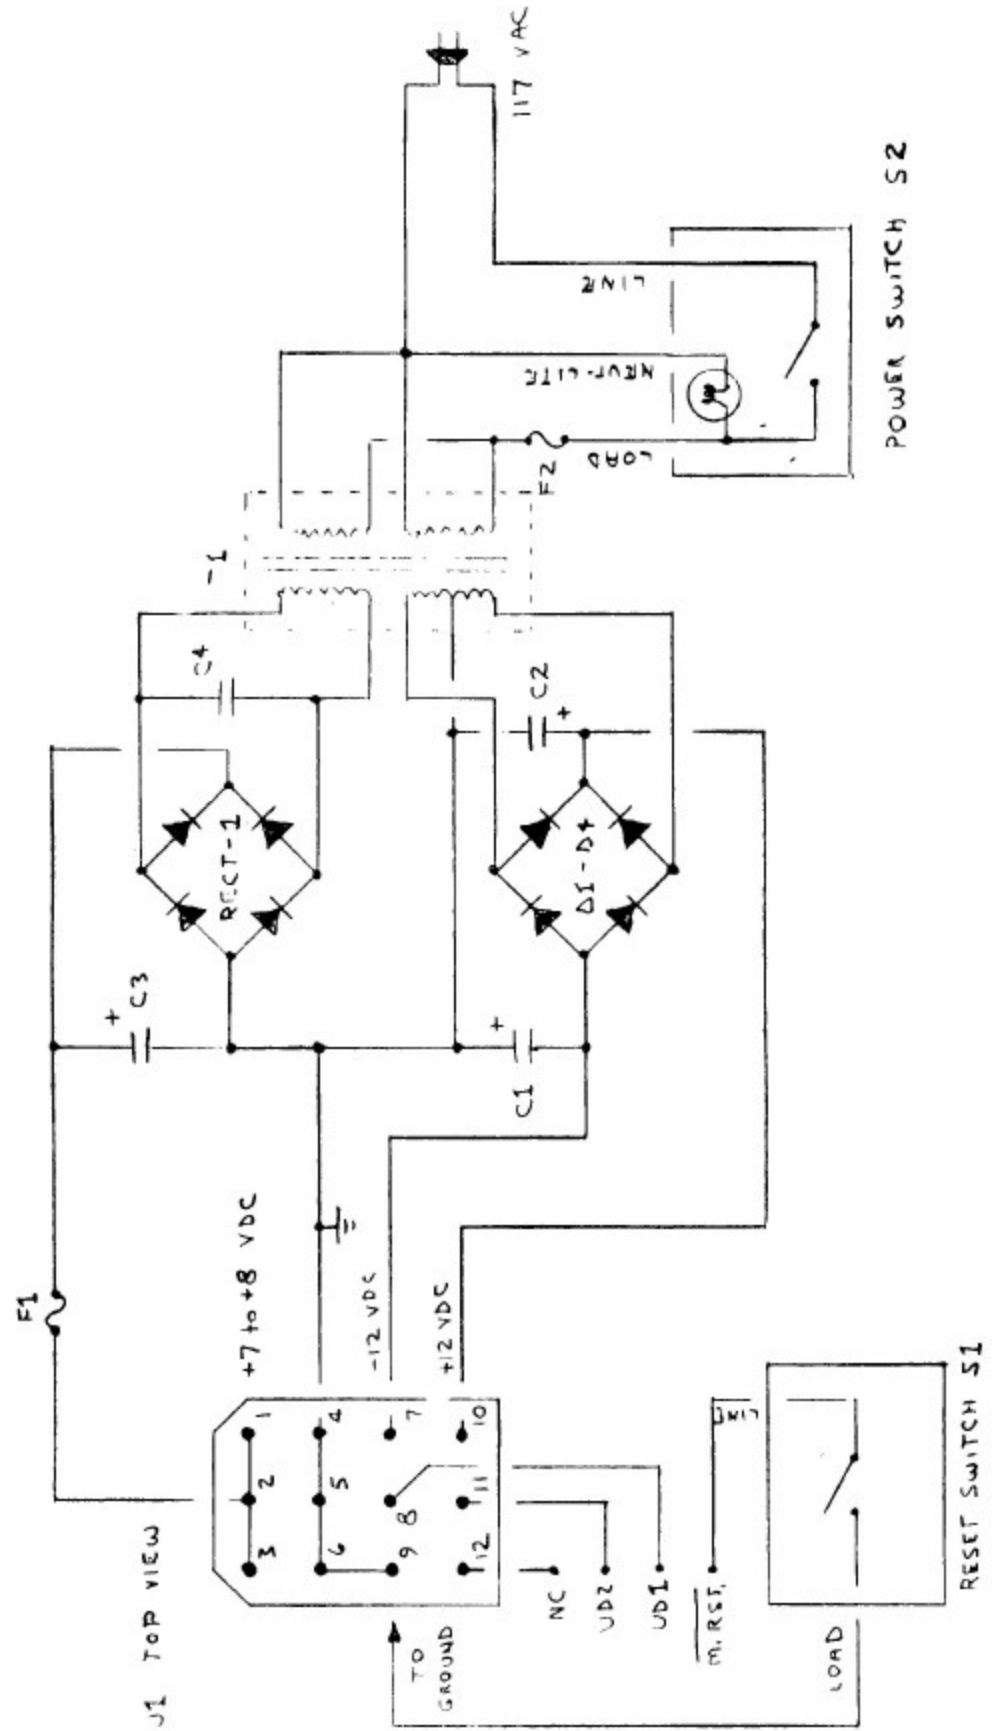 J1 TOP VIEW
F1
+7 to +8 VDC
-12 VDC
+12 VDC
3
2
1
6
5
4
9
8
7
12
11
10
TO
GROUND
NC
UD2
UD1
M.RST.
LOAD
LINE
RESET SWITCH S1
+
C3
+
C1
RECT-1
D1-D4
C4
C2
+
-1
F2
LOAD
NEUT-LITE
LINE
POWER SWITCH S2
117 VAC